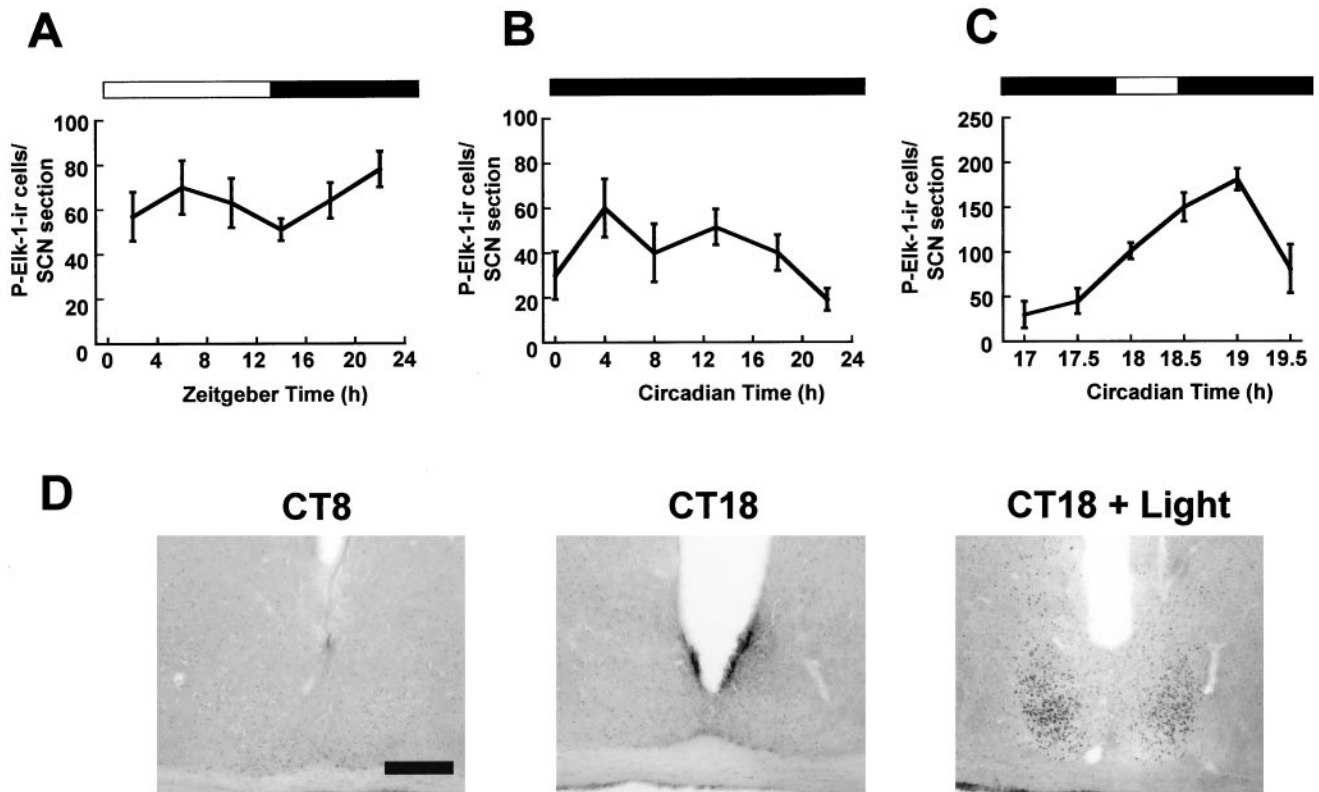 A
B
C
P-Elk-1-ir cells/
SCN section
100
80
60
40
20
0
0 4 8 12 16 20 24
Zeitgeber Time (h)
P-Elk-1-ir cells/
SCN section
100
80
60
40
20
0
0 4 8 13 18 22 24
Circadian Time (h)
P-Elk-1-ir cells/
SCN section
250
200
150
100
50
0
17 17.5 18 18.5 19 19.5
Circadian Time (h)
D
CT8
CT18
CT18 + Light